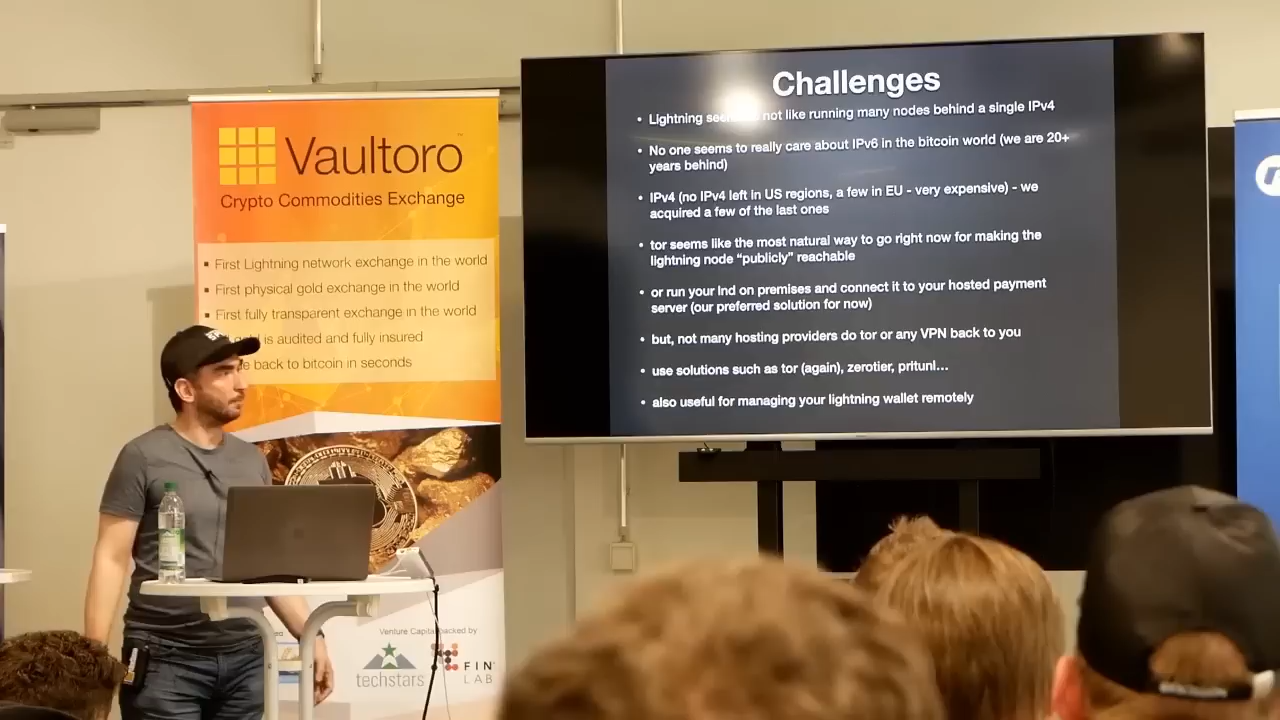 Vaultoro
Crypto Commodities Exchange
▪ First Lightning network exchange in the world
▪ First physical gold exchange in the world
▪ First fully transparent exchange in the world
is audited and fully insured
back to bitcoin in seconds
Venture Capital backed by
techstars
FIN
LAB
Challenges
• Lightning not like running many nodes behind a single IPv4
• No one seems to really care about IPv6 in the bitcoin world (we are 20+
years behind)
• IPv4 (no IPv4 left in US regions, a few in EU - very expensive) - we
acquired a few of the last ones
• tor seems like the most natural way to go right now for making the
lightning node “publicly” reachable
• or run your lnd on premises and connect it to your hosted payment
server (our preferred solution for now)
• but, not many hosting providers do tor or any VPN back to you
• use solutions such as tor (again), zerotier, pritunl...
• also useful for managing your lightning wallet remotely